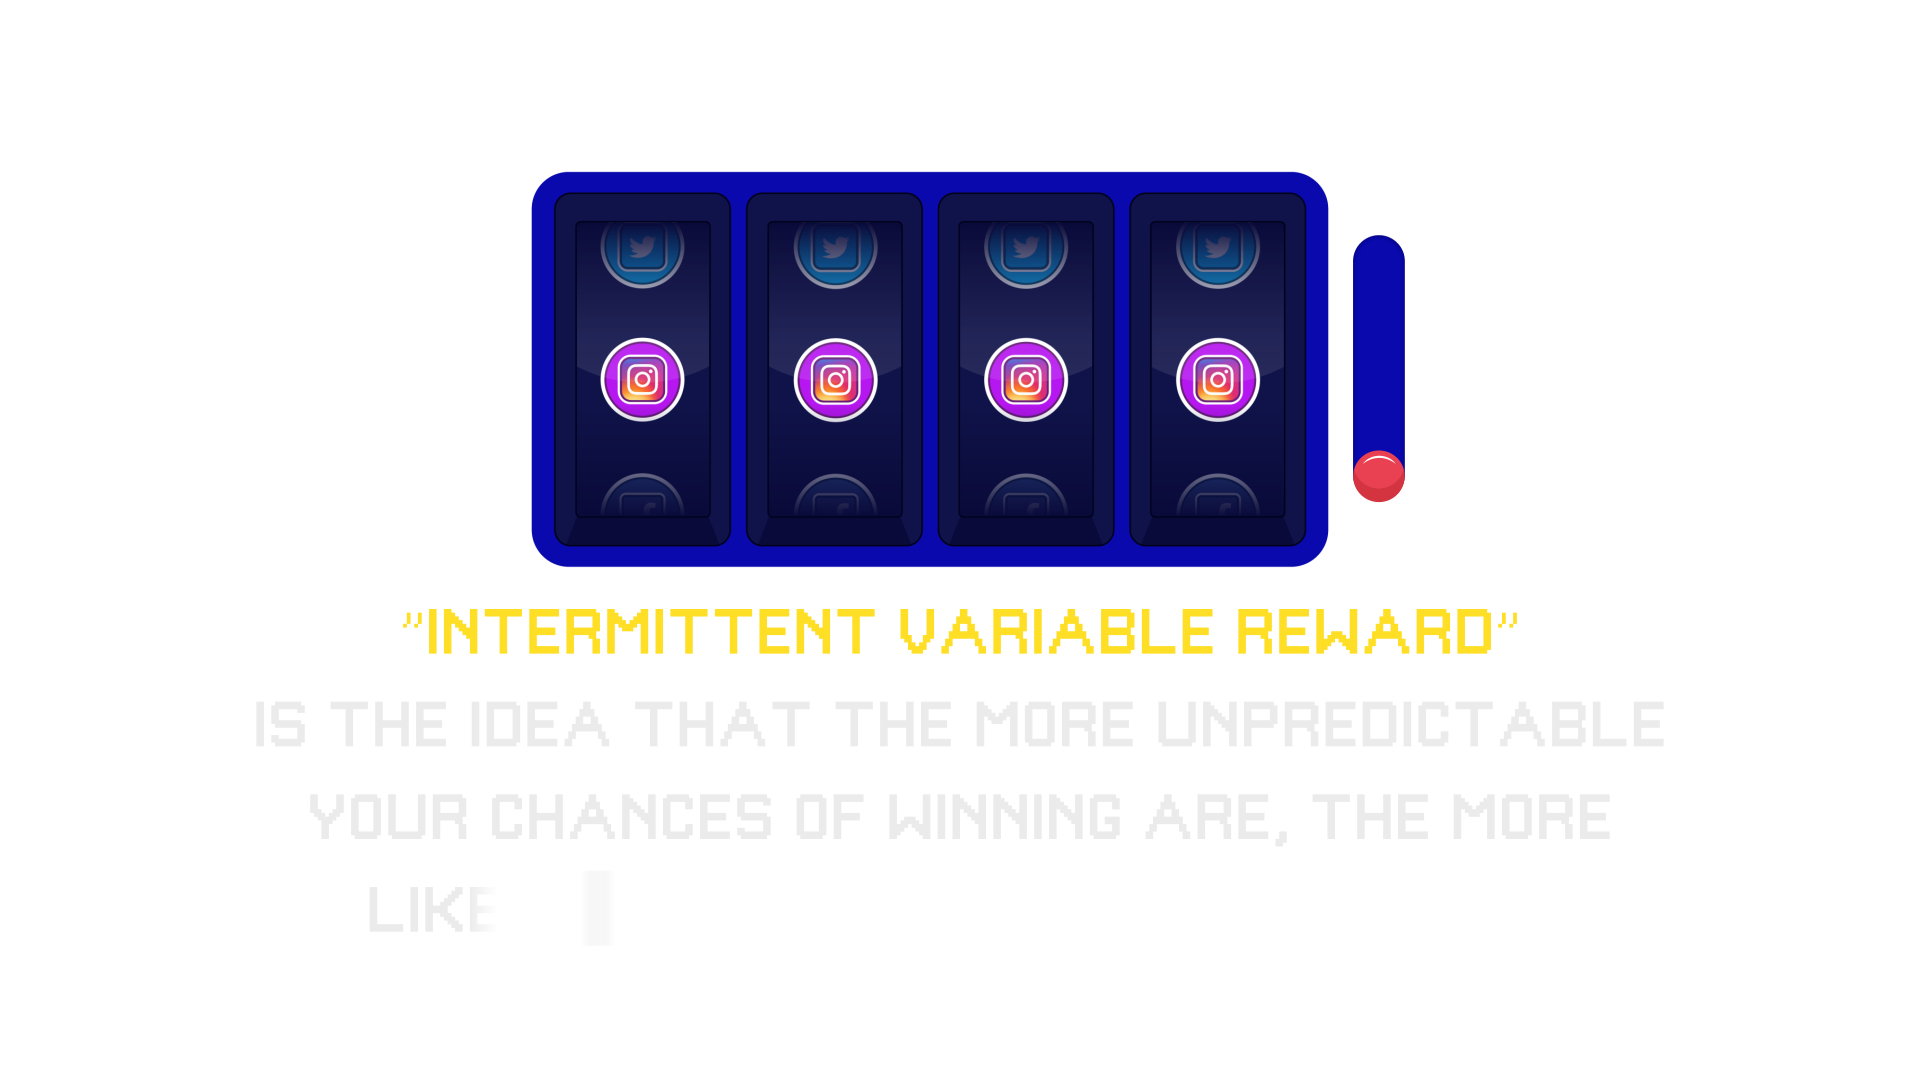 "INTERMITTENT VARIABLE REWARD"
IS THE IDEA THAT THE MORE UNPREDICTABLE
YOUR CHANCES OF WINNING ARE, THE MORE
LIKE